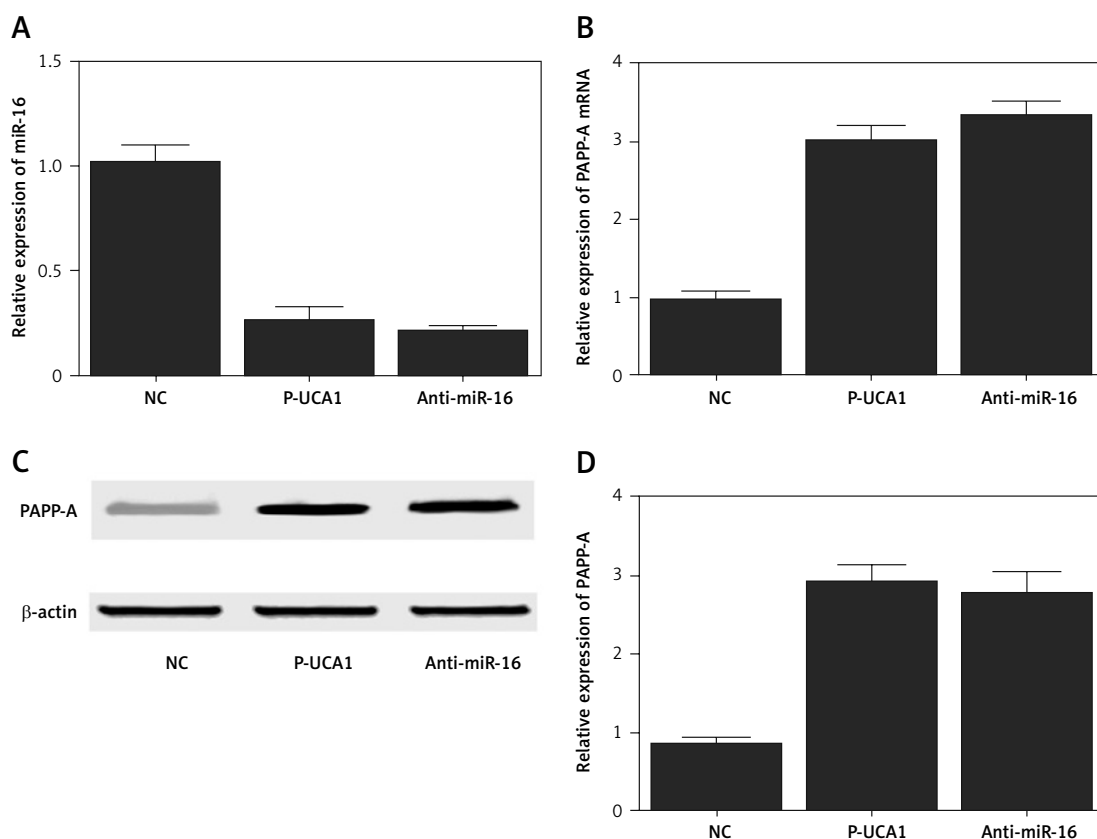 A
Relative expression of miR-16
1.5
1.0
0.5
0
NC P-UCA1 Anti-miR-16
B
Relative expression of PAPP-A mRNA
4
3
2
1
0
NC P-UCA1 Anti-miR-16
C
PAPP-A
β-actin
NC P-UCA1 Anti-miR-16
D
Relative expression of PAPP-A
4
3
2
1
0
NC P-UCA1 Anti-miR-16